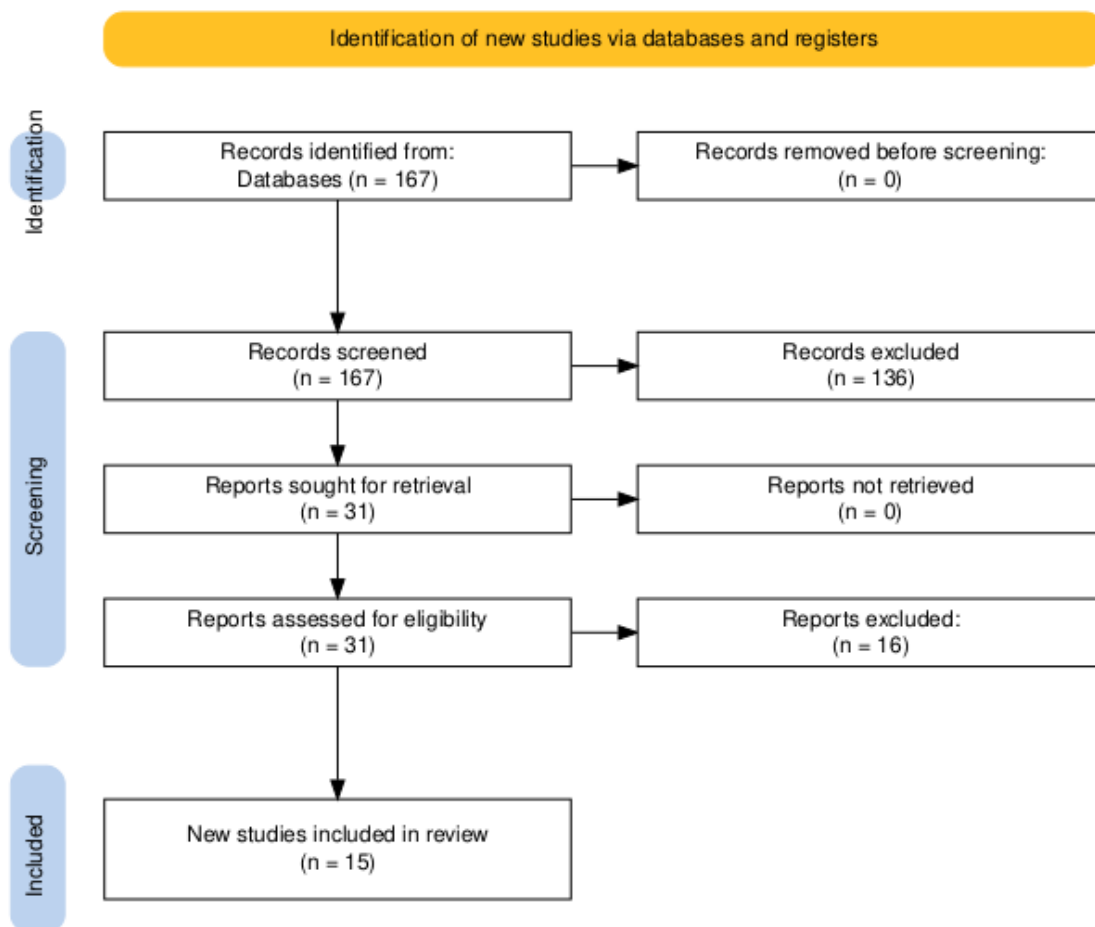 Identification of new studies via databases and registers
Identification
Records identified from:
Databases (n = 167)
Records removed before screening:
(n = 0)
Screening
Records screened
(n = 167)
Records excluded
(n = 136)
Reports sought for retrieval
(n = 31)
Reports not retrieved
(n = 0)
Reports assessed for eligibility
(n = 31)
Reports excluded:
(n = 16)
Included
New studies included in review
(n = 15)